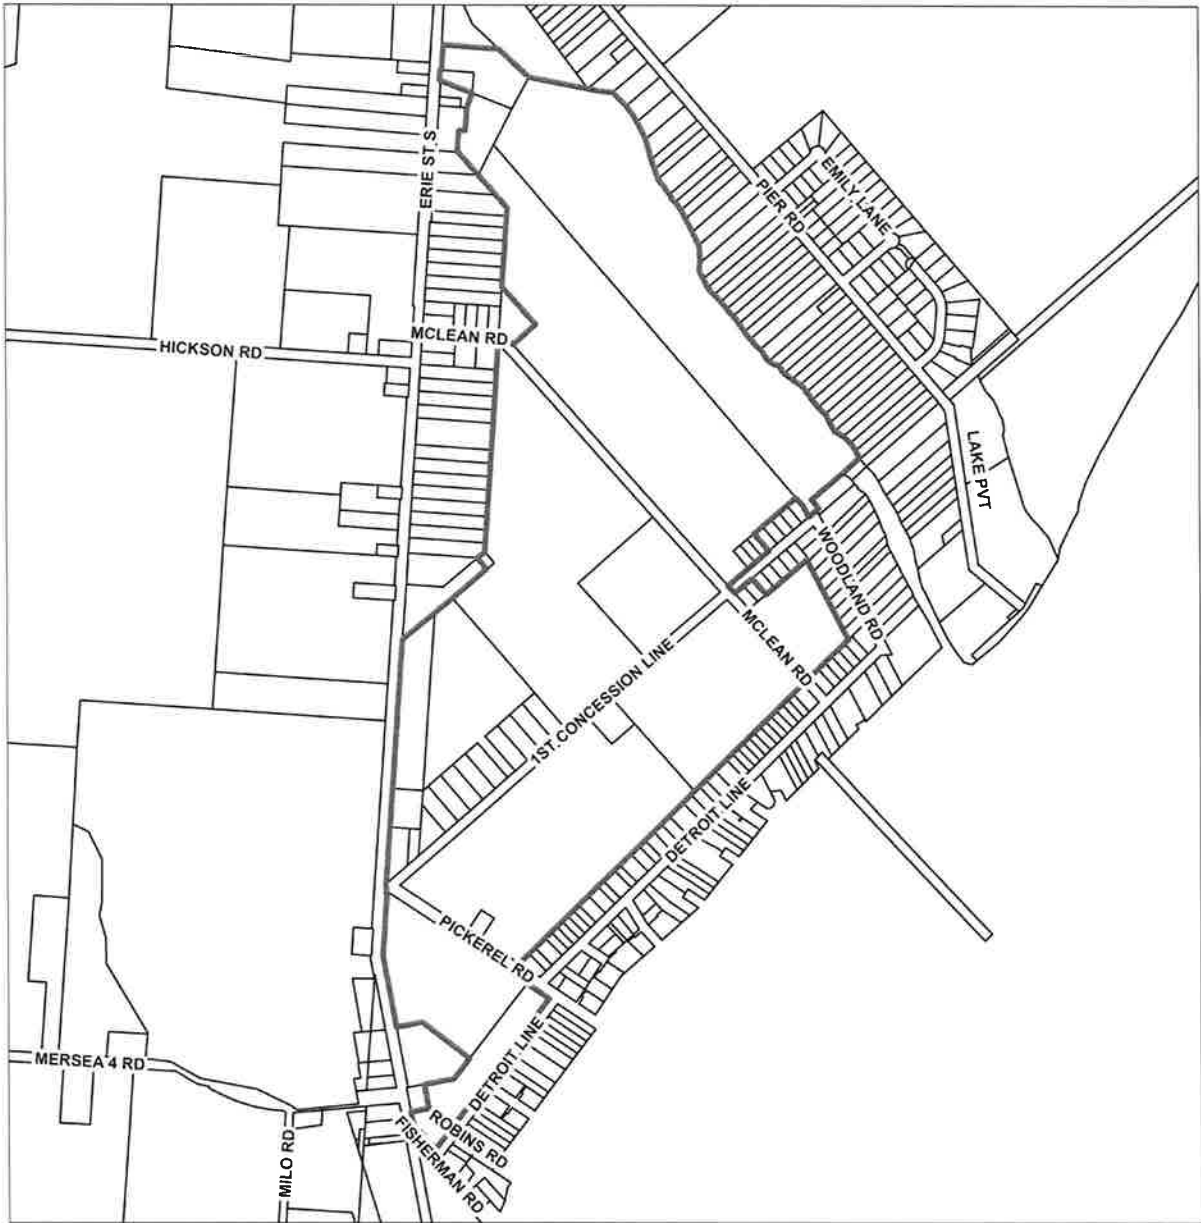 ERIE ST. S
PIER RD
EMILY LANE
HICKSON RD
MCLEAN RD
LAKE PVT
WOODLAND RD
MCLEAN RD
1ST. CONCESSION LINE
DETROIT LINE
PICKEREL RD
DETROIT LINE
MERSEA 4 RD
ROBINS RD
FISHERMAN RD
MILO RD